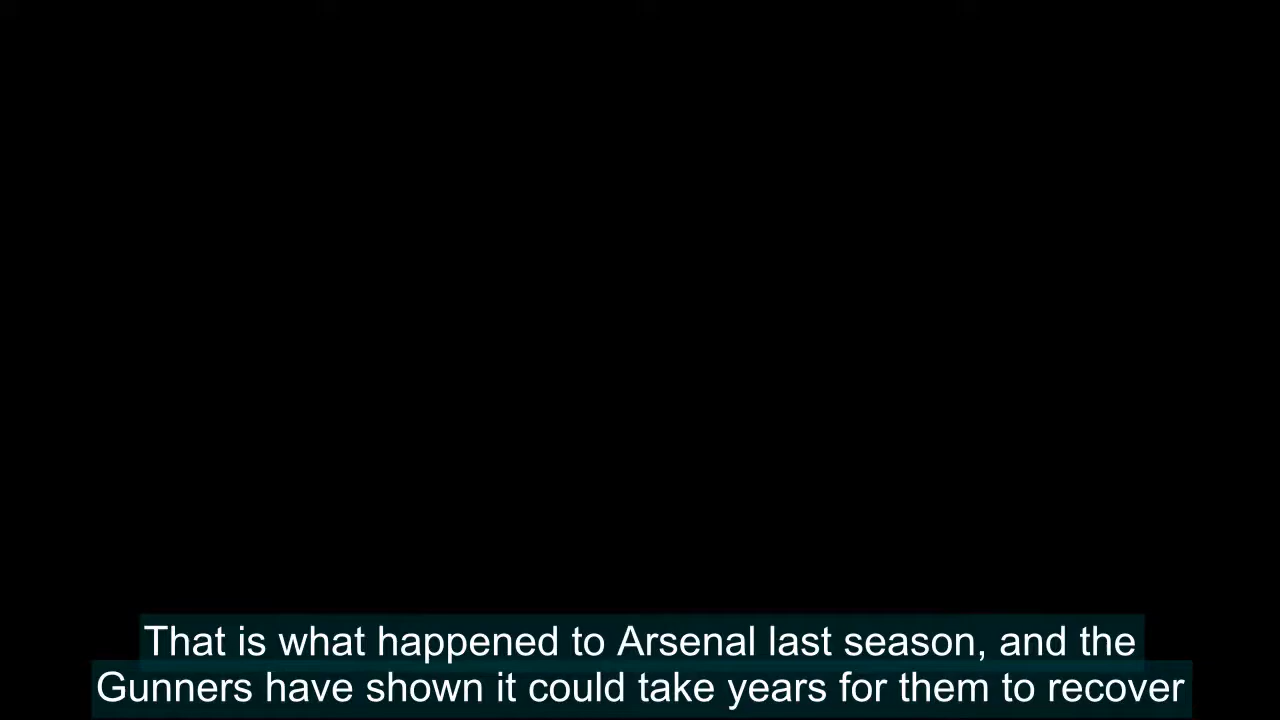 That is what happened to Arsenal last season, and the
Gunners have shown it could take years for them to recover